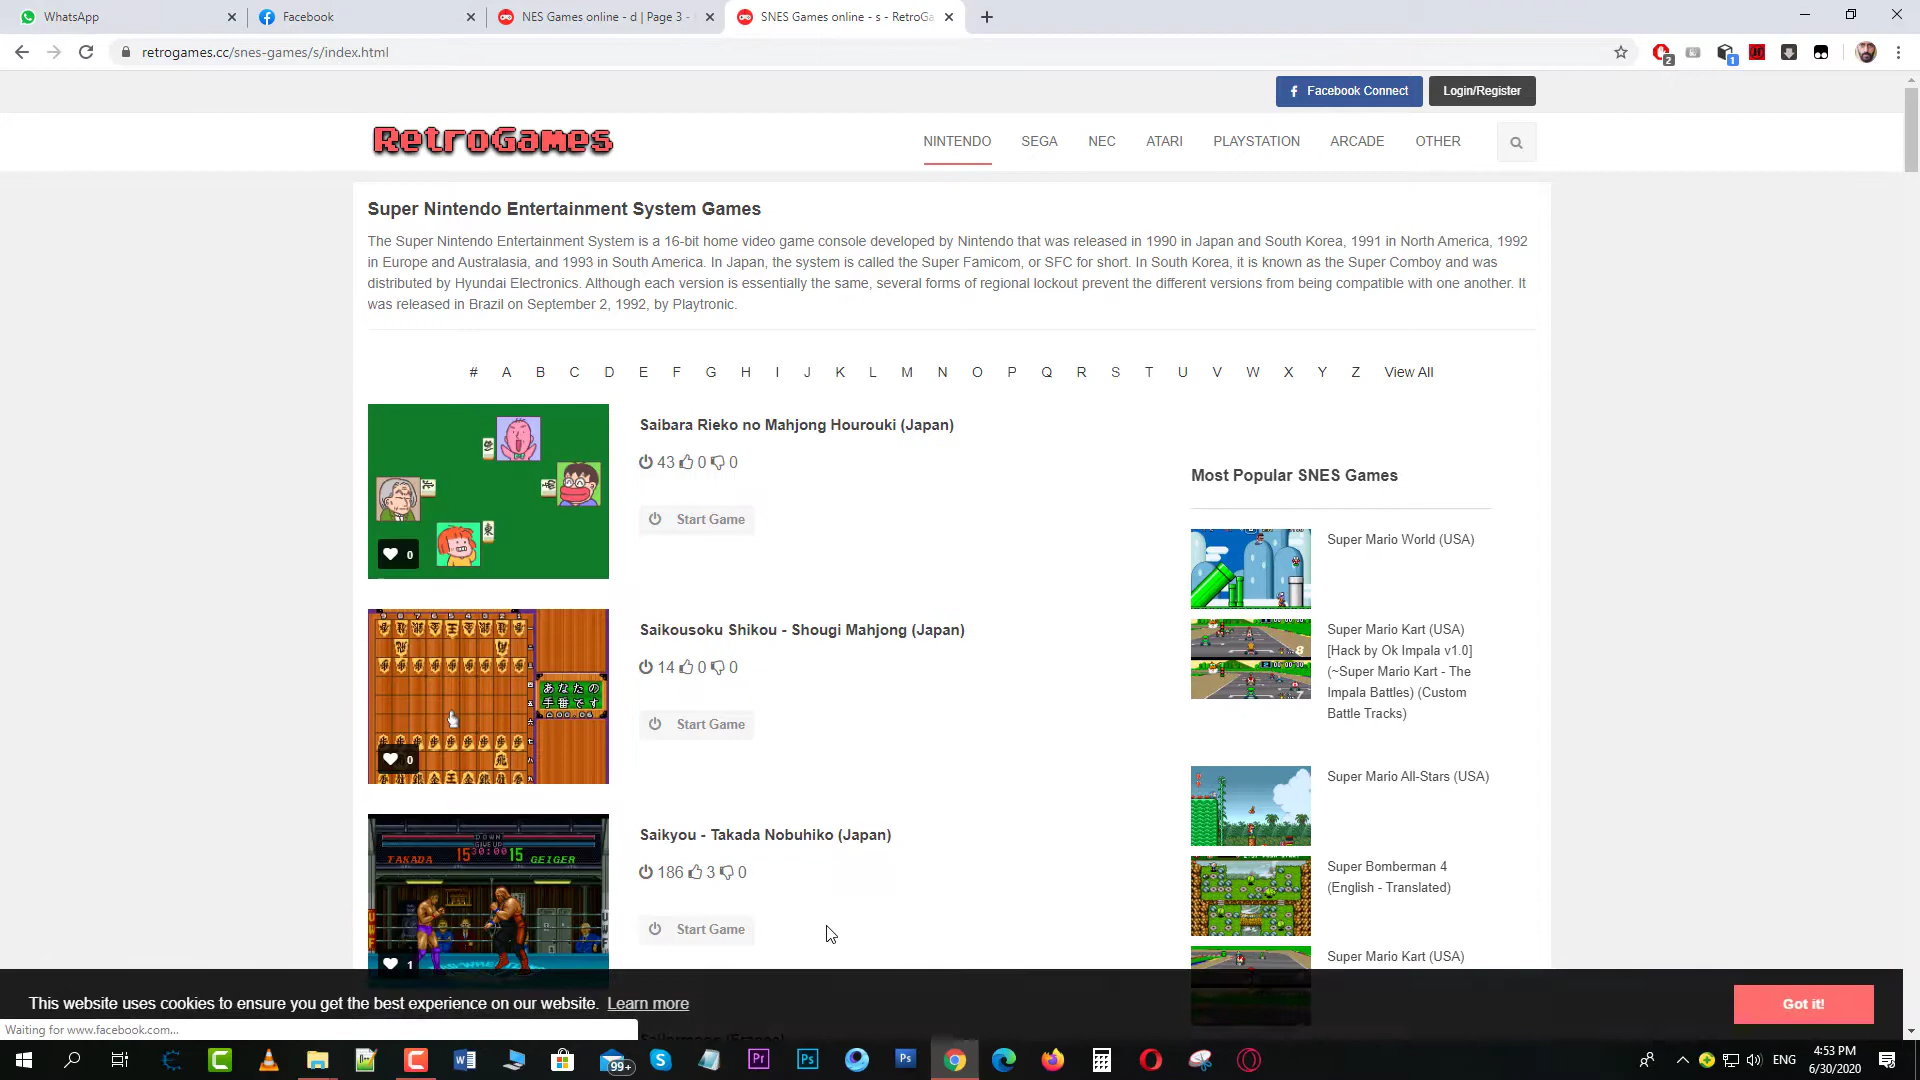 WhatsApp
Facebook
NES Games online - d | Page 3 -
SNES Games online - s - RetroGa
retrogames.cc/snes-games/s/index.html
2
1
Facebook Connect
Login/Register
RetroGames
NINTENDO SEGA NEC ATARI PLAYSTATION ARCADE OTHER
Super Nintendo Entertainment System Games
The Super Nintendo Entertainment System is a 16-bit home video game console developed by Nintendo that was released in 1990 in Japan and South Korea, 1991 in North America, 1992
in Europe and Australasia, and 1993 in South America. In Japan, the system is called the Super Famicom, or SFC for short. In South Korea, it is known as the Super Comboy and was
distributed by Hyundai Electronics. Although each version is essentially the same, several forms of regional lockout prevent the different versions from being compatible with one another. It
was released in Brazil on September 2, 1992, by Playtronic.
# A B C D E F G H I J K L M N O P Q R S T U V W X Y Z View All
Saibara Rieko no Mahjong Hourouki (Japan)
43 0 0
Start Game
0
Saikousoku Shikou - Shougi Mahjong (Japan)
14 0 0
Start Game
あなたの
手番です
0
Saikyou - Takada Nobuhiko (Japan)
186 3 0
Start Game
DOWN
GIVE UP
TAKADA 15 30:00 15 GEIGER
1
Most Popular SNES Games
Super Mario World (USA)
Super Mario Kart (USA)
[Hack by Ok Impala v1.0]
(~Super Mario Kart - The
Impala Battles) (Custom
Battle Tracks)
Super Mario All-Stars (USA)
Super Bomberman 4
(English - Translated)
Super Mario Kart (USA)
This website uses cookies to ensure you get the best experience on our website. Learn more
Got it!
Waiting for www.facebook.com...
99+
ENG
4:53 PM
6/30/2020